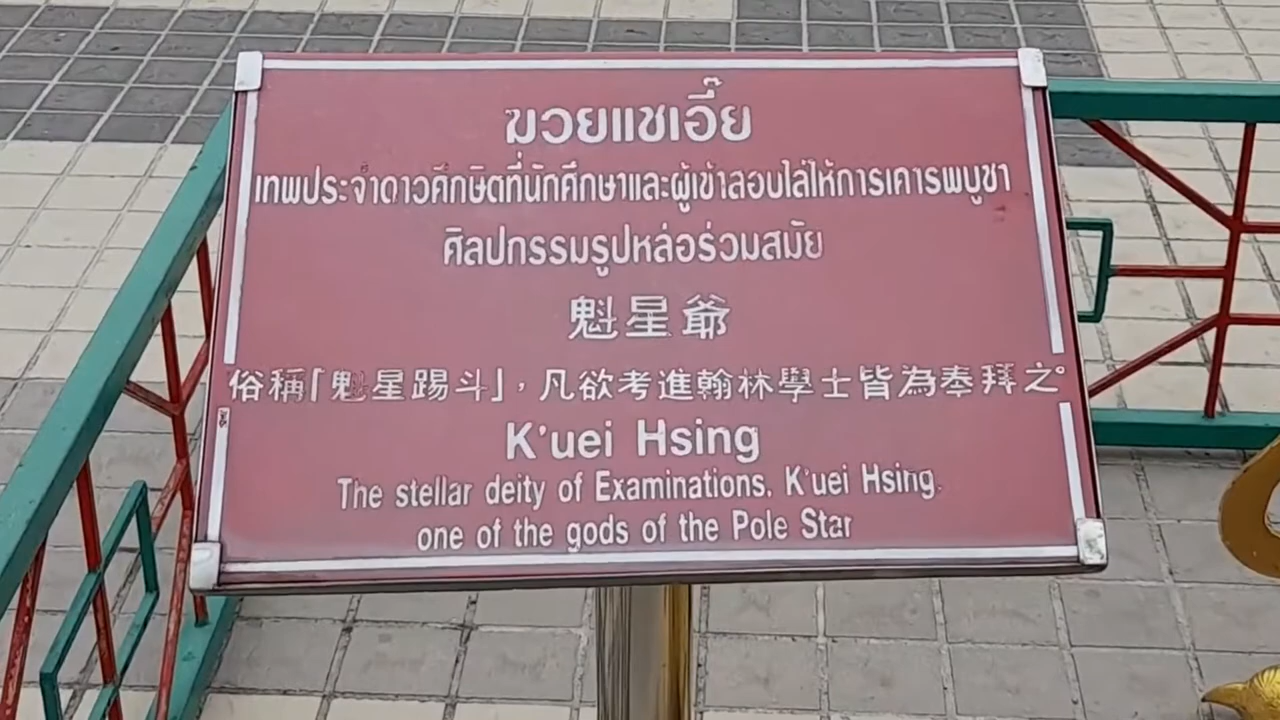 ฆวยแชเอี๊ย
เทพประจำดาวศึกษิตที่นักศึกษาและผู้เข้าสอบไล่ให้การเคารพบูชา
ศิลปกรรมรูปหล่อร่วมสมัย
魁星爺
俗稱「魁星踢斗」，凡欲考進翰林學士皆為奉拜之。
K'uei Hsing
The stellar deity of Examinations. K'uei Hsing.
one of the gods of the Pole Star